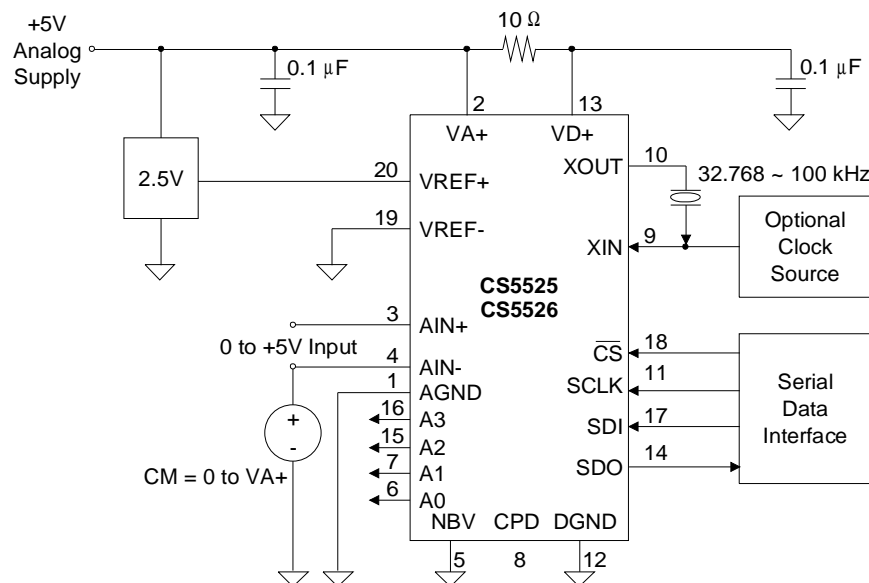 +5V
Analog
Supply
10 Ω
0.1 µF
0.1 µF
2
13
VA+
VD+
2.5V
20
VREF+
19
VREF-
XOUT
10
32.768 ~ 100 kHz
XIN
9
Optional
Clock
Source
CS5525
CS5526
3
AIN+
0 to +5V Input
4
AIN-
1
AGND
16
A3
15
A2
7
A1
6
A0
+
-
CM = 0 to VA+
CS
18
SCLK
11
SDI
17
SDO
14
Serial
Data
Interface
NBV
CPD
DGND
5
8
12